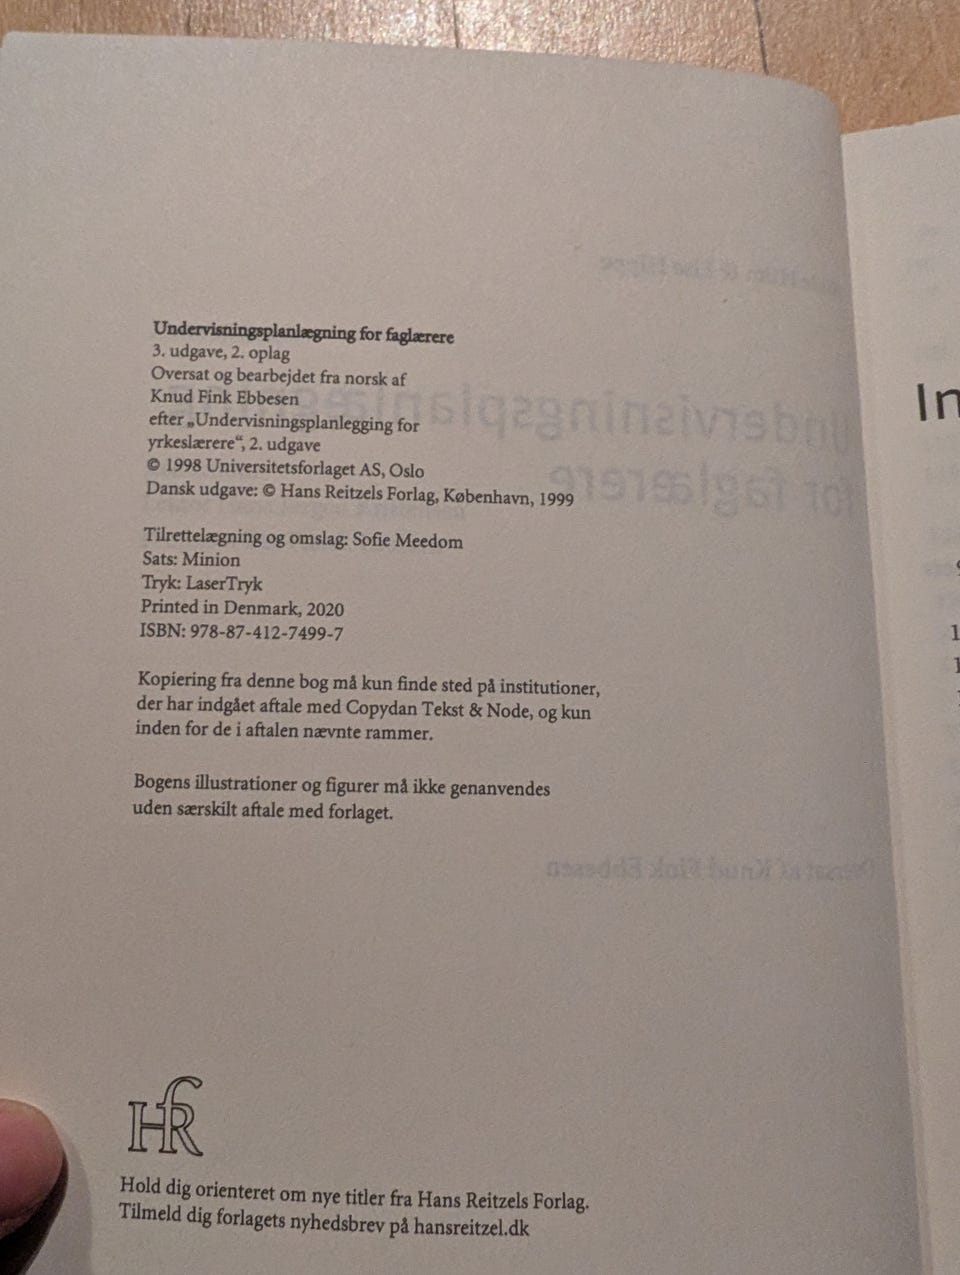 Undervisningsplanlægning for faglærere
3. udgave, 2. oplag
Oversat og bearbejdet fra norsk af
Knud Fink Ebbesen
efter „Undervisningsplanlegging for
yrkeslærere“, 2. udgave
© 1998 Universitetsforlaget AS, Oslo
Dansk udgave: © Hans Reitzels Forlag, København, 1999
Tilrettelægning og omslag: Sofie Meedom
Sats: Minion
Tryk: LaserTryk
Printed in Denmark, 2020
ISBN: 978-87-412-7499-7
Kopiering fra denne bog må kun finde sted på institutioner,
der har indgået aftale med Copydan Tekst & Node, og kun
inden for de i aftalen nævnte rammer.
Bogens illustrationer og figurer må ikke genanvendes
uden særskilt aftale med forlaget.
HR
Hold dig orienteret om nye titler fra Hans Reitzels Forlag.
Tilmeld dig forlagets nyhedsbrev på hansreitzel.dk